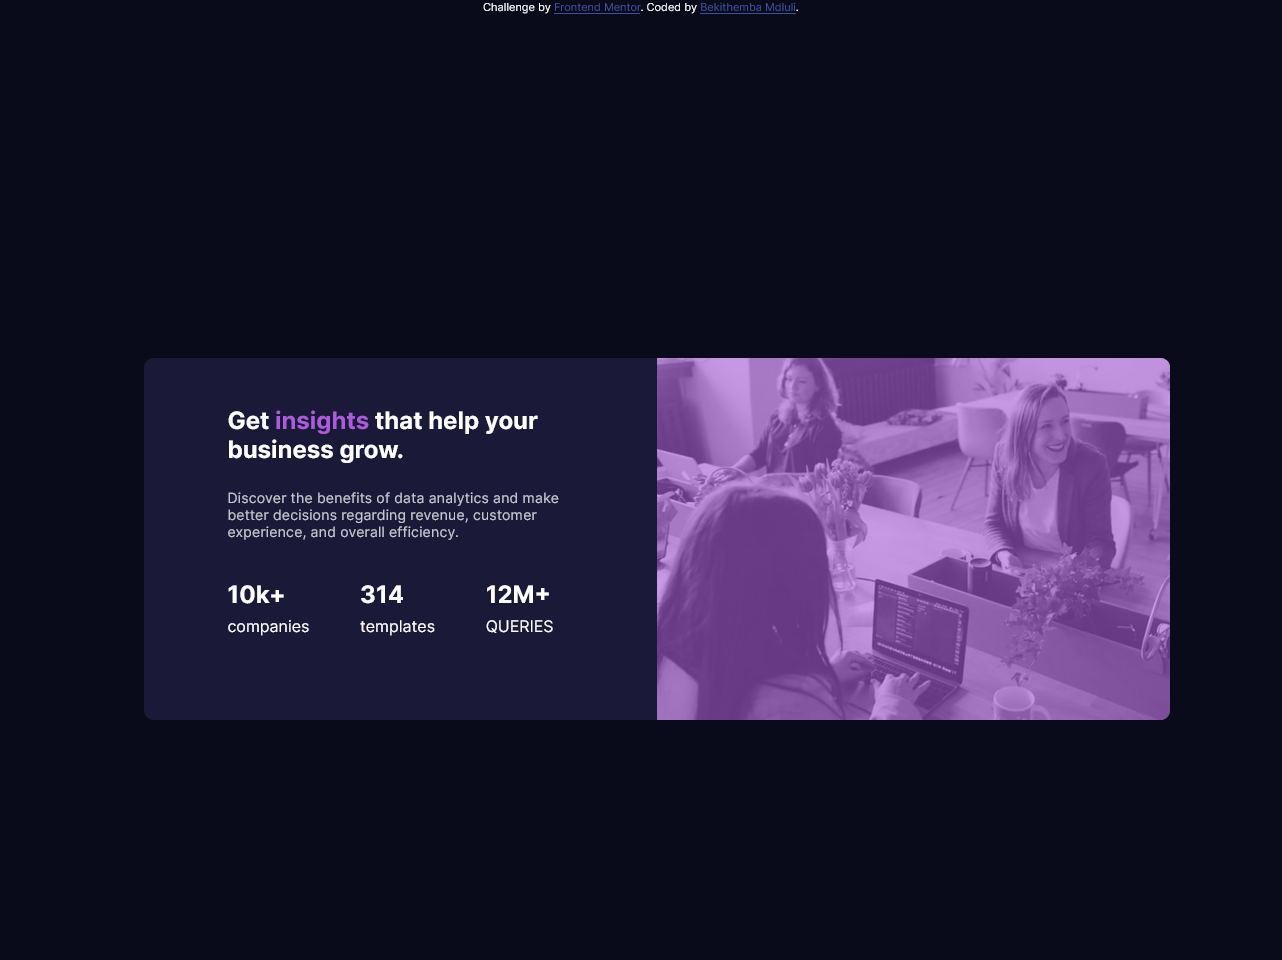 Challenge by Frontend Mentor. Coded by Bekithemba Mdluli.
Get insights that help your
business grow.
Discover the benefits of data analytics and make
better decisions regarding revenue, customer
experience, and overall efficiency.
10k+ 314 12M+
companies templates QUERIES